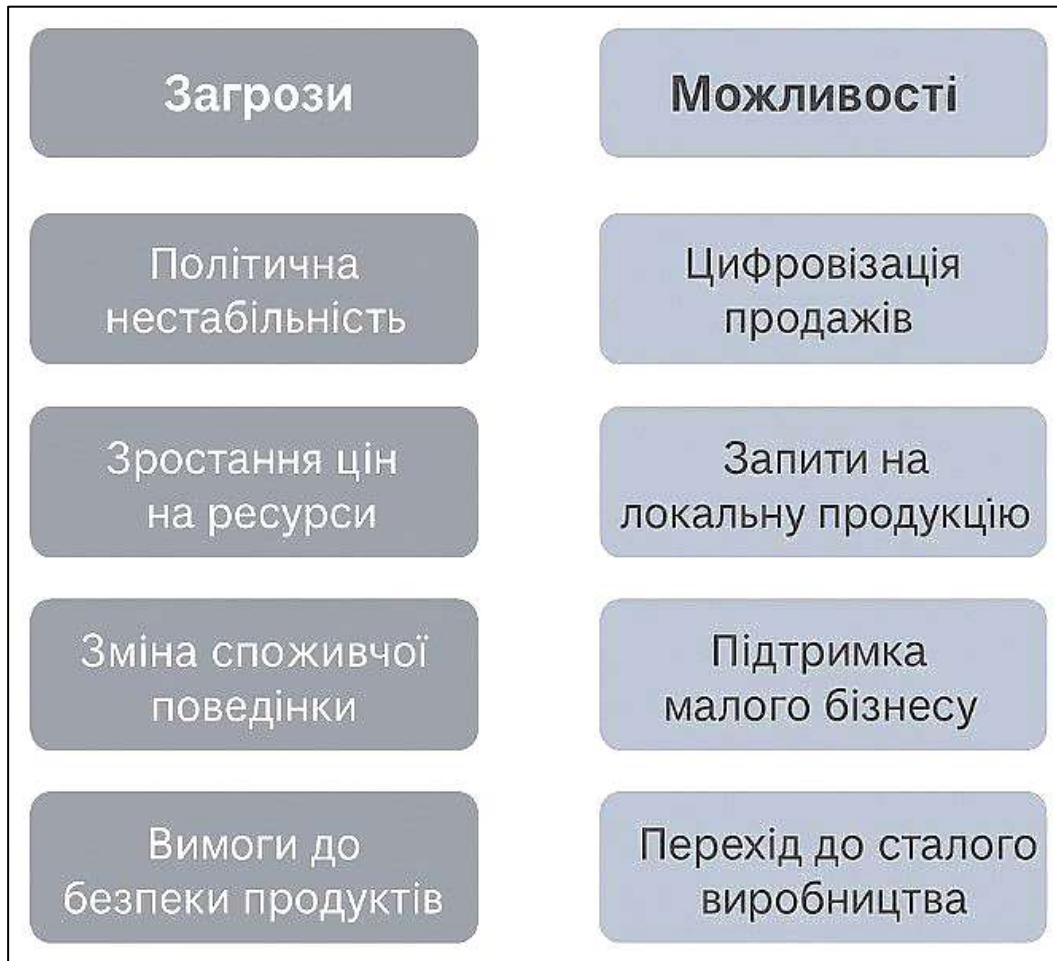 Загрози
Можливості
Політична
нестабільність
Цифровізація
продажів
Зростання цін
на ресурси
Запити на
локальну продукцію
Зміна споживчої
поведінки
Підтримка
малого бізнесу
Вимоги до
безпеки продуктів
Перехід до сталого
виробництва